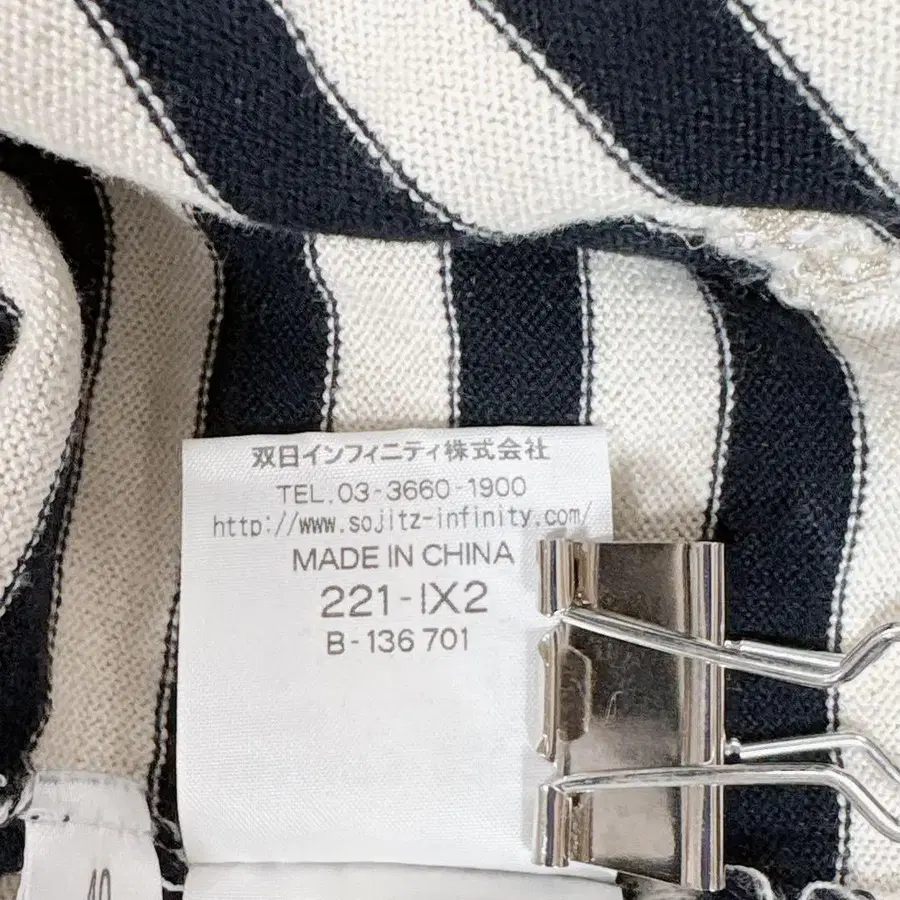 双日インフィニティ株式会社
TEL.03-3660-1900
http://www.sojitz-infinity.com/
MADE IN CHINA
221-IX2
B-136 701
40